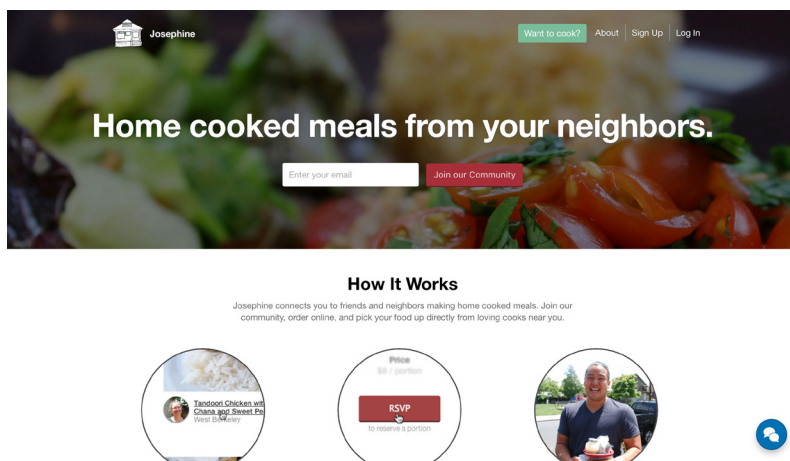 Josephine
Want to cook?
About
Sign Up
Log In
Home cooked meals from your neighbors.
Enter your email
Join our Community
How It Works
Josephine connects you to friends and neighbors making home cooked meals. Join our
community, order online, and pick your food up directly from loving cooks near you.
Tandoori Chicken with
Chana and Sweet Pe
West Berkeley
Price
$8 / portion
RSVP
to reserve a portion